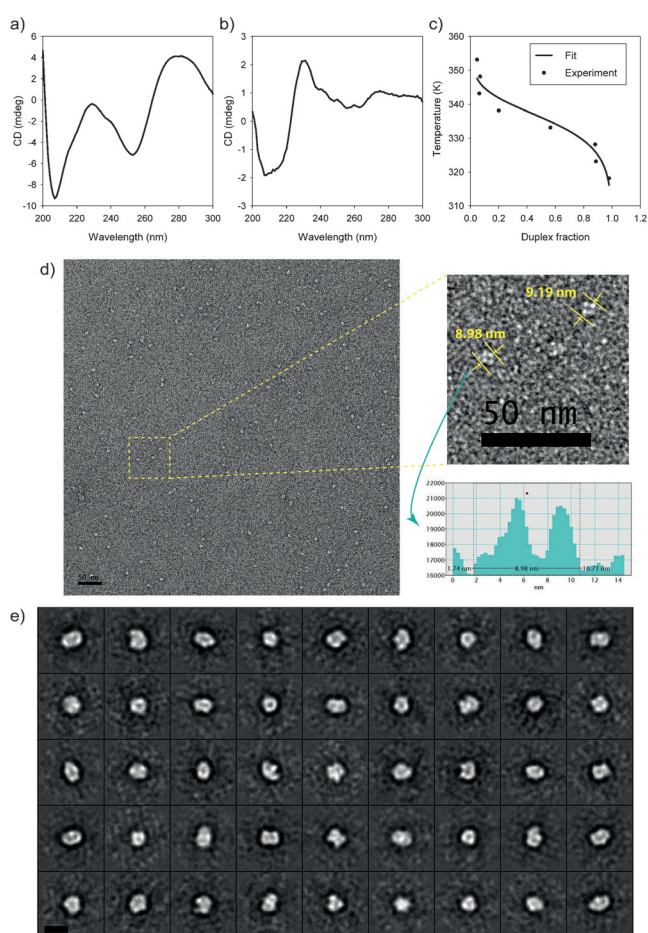 a)
b)
c)
6
4
2
0
-2
-4
-6
-8
-10
CD (mdeg)
200
220
240
260
280
300
Wavelength (nm)
4
3
2
1
0
-1
-2
-3
CD (mdeg)
200
220
240
260
280
300
Wavelength (nm)
360
350
340
330
320
310
Temperature (K)
Fit
Experiment
0.0
0.2
0.4
0.6
0.8
1.0
1.2
Duplex fraction
d)
50 nm
9.19 nm
8.98 nm
50 nm
22000
21000
20000
19000
18000
17000
16000
1.74 nm
8.98 nm
10.71 nm
0
2
4
6
8
10
12
14
nm
e)